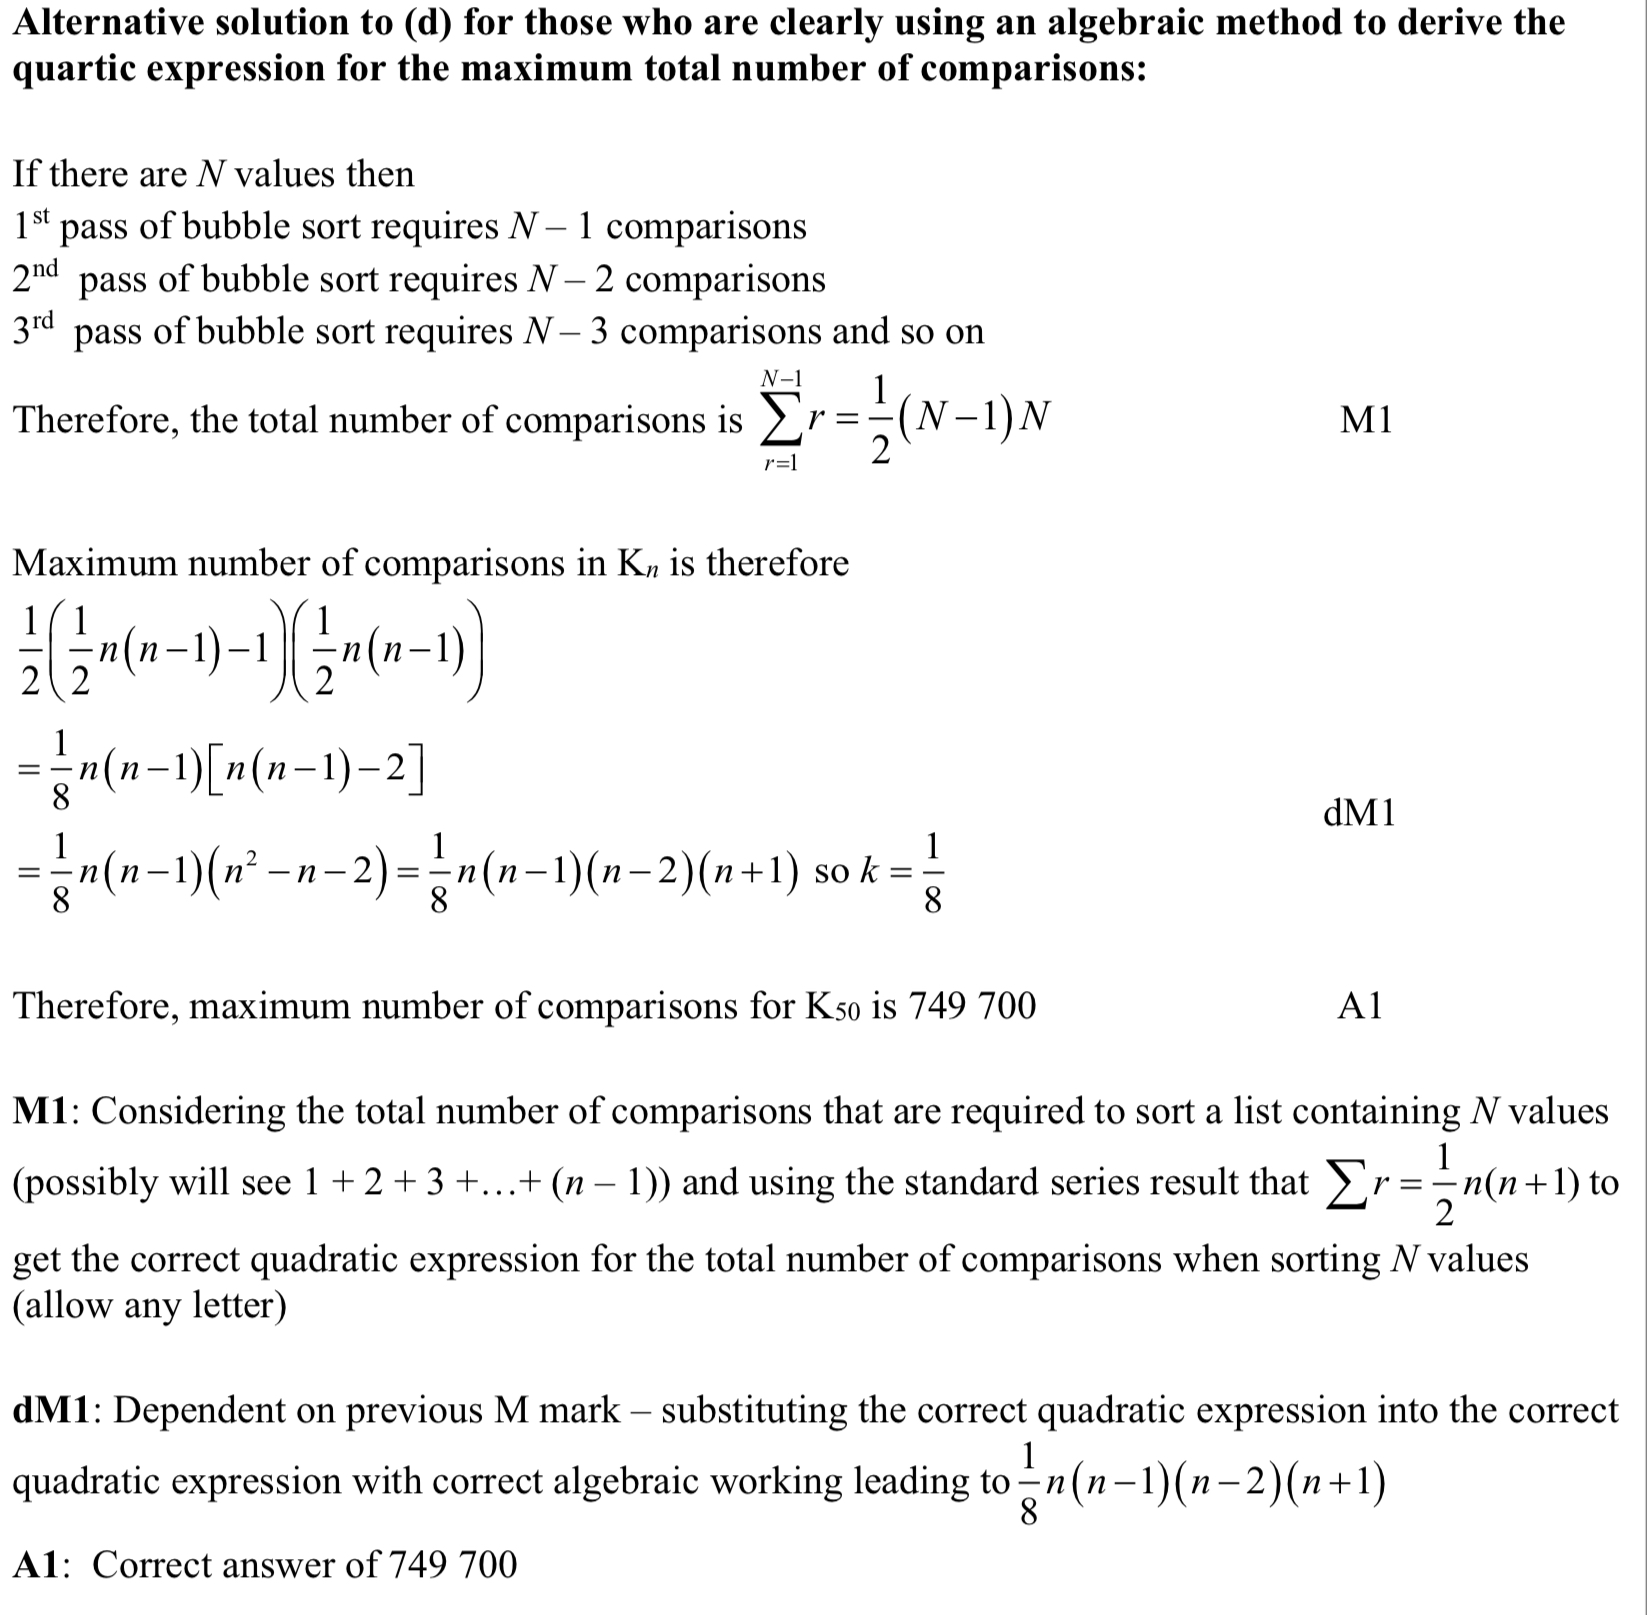 Alternative solution to (d) for those who are clearly using an algebraic method to derive the
quartic expression for the maximum total number of comparisons:
If there are N values then
1st pass of bubble sort requires N – 1 comparisons
2nd pass of bubble sort requires N – 2 comparisons
3rd pass of bubble sort requires N – 3 comparisons and so on
Therefore, the total number of comparisons is $\sum_{r=1}^{N-1} r = \frac{1}{2}(N-1)N$ M1
Maximum number of comparisons in K$_n$ is therefore
$\frac{1}{2}\left(\frac{1}{2}n(n-1)-1\right)\left(\frac{1}{2}n(n-1)\right)$
$=\frac{1}{8}n(n-1)[n(n-1)-2]$
dM1
$=\frac{1}{8}n(n-1)(n^2-n-2)=\frac{1}{8}n(n-1)(n-2)(n+1)$ so $k=\frac{1}{8}$
Therefore, maximum number of comparisons for K$_{50}$ is 749 700 A1
M1: Considering the total number of comparisons that are required to sort a list containing N values
(possibly will see 1 + 2 + 3 +…+ (n – 1)) and using the standard series result that $\sum r = \frac{1}{2}n(n+1)$ to
get the correct quadratic expression for the total number of comparisons when sorting N values
(allow any letter)
dM1: Dependent on previous M mark – substituting the correct quadratic expression into the correct
quadratic expression with correct algebraic working leading to $\frac{1}{8}n(n-1)(n-2)(n+1)$
A1: Correct answer of 749 700